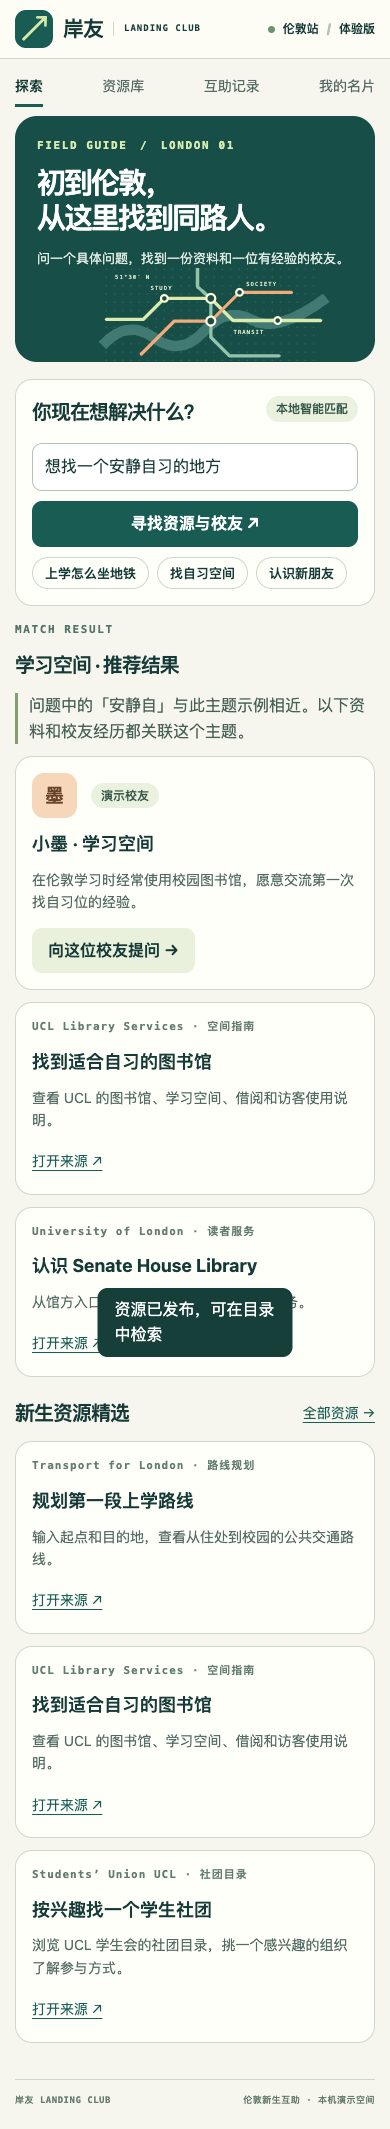 岸友 LANDING CLUB 伦敦站 / 体验版
探索 资源库 互助记录 我的名片
FIELD GUIDE / LONDON 01
初到伦敦，
从这里找到同路人。
问一个具体问题，找到一份资料和一位有经验的校友。
51°30′ N
STUDY
SOCIETY
TRANSIT
你现在想解决什么？ 本地智能匹配
想找一个安静自习的地方
寻找资源与校友 ↗
上学怎么坐地铁 找自习空间 认识新朋友
MATCH RESULT
学习空间 · 推荐结果
问题中的「安静自」与此主题示例相近。以下资
料和校友经历都关联这个主题。
墨 演示校友
小墨 · 学习空间
在伦敦学习时经常使用校园图书馆，愿意交流第一次
找自习位的经验。
向这位校友提问 →
UCL Library Services · 空间指南
找到适合自习的图书馆
查看 UCL 的图书馆、学习空间、借阅和访客使用说
明。
打开来源 ↗
University of London · 读者服务
认识 Senate House Library
从馆方入口
资源已发布，可在目录
中检索
打开来源 ↗
新生资源精选 全部资源 →
Transport for London · 路线规划
规划第一段上学路线
输入起点和目的地，查看从住处到校园的公共交通路
线。
打开来源 ↗
UCL Library Services · 空间指南
找到适合自习的图书馆
查看 UCL 的图书馆、学习空间、借阅和访客使用说
明。
打开来源 ↗
Students’ Union UCL · 社团目录
按兴趣找一个学生社团
浏览 UCL 学生会的社团目录，挑一个感兴趣的组织
了解参与方式。
打开来源 ↗
岸友 LANDING CLUB 伦敦新生互助 · 本机演示空间